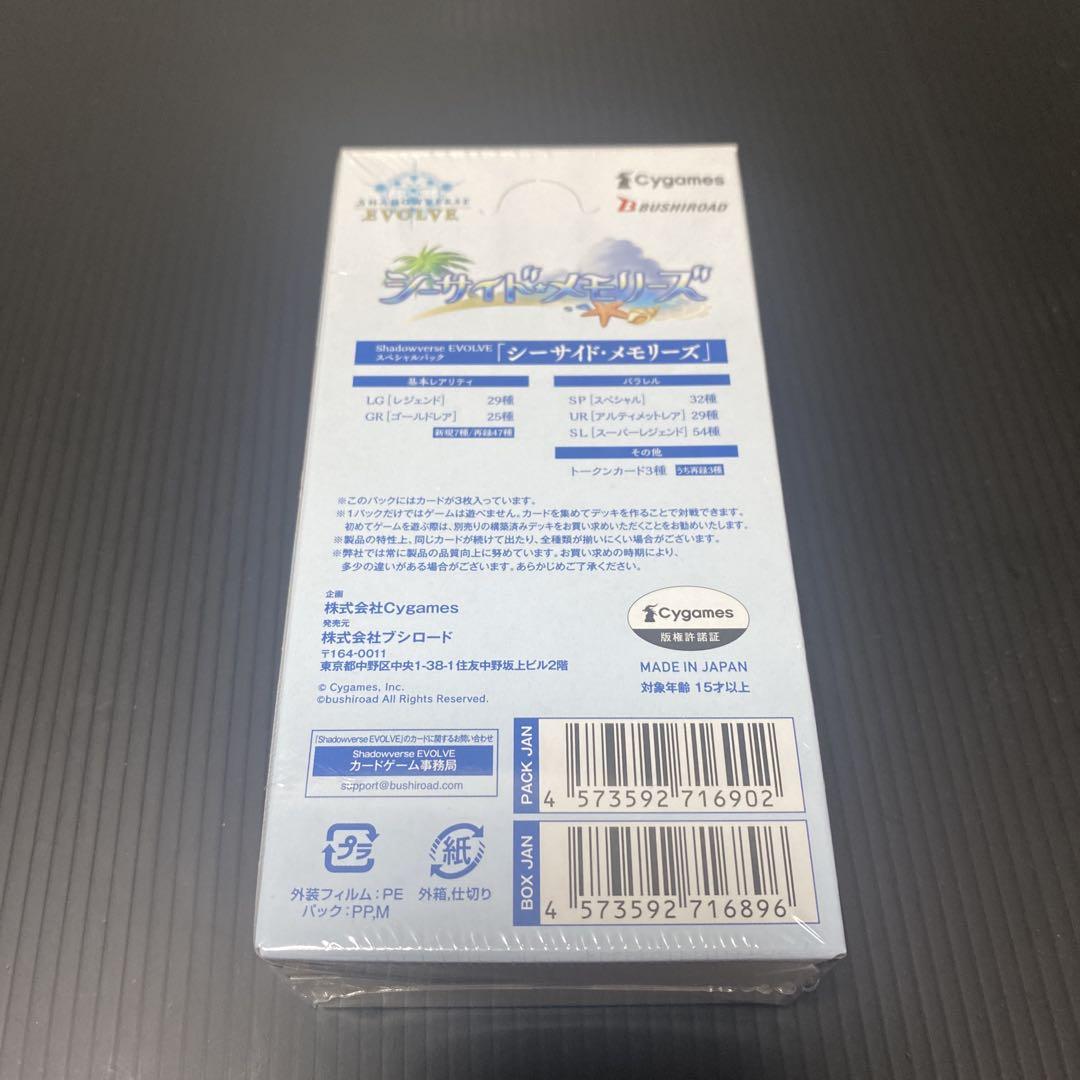 SHADOWVERSE
EVOLVE
Cygames
BUSHIROAD
シーサイド・メモリーズ
Shadowverse EVOLVE
スペシャルパック
「シーサイド・メモリーズ」
基本レアリティ
LG[レジェンド] 29種
GR[ゴールドレア] 25種
新規7種/再録47種
パラレル
SP[スペシャル] 32種
UR[アルティメットレア] 29種
SL[スーパーレジェンド] 54種
その他
トークンカード3種 うち再録3種
※このパックにはカードが3枚入っています。
※1パックだけではゲームは遊べません。カードを集めてデッキを作ることで対戦できます。
初めてゲームを遊ぶ際は、別売りの構築済みデッキをお買い求めいただくことをお勧めいたします。
※製品の特性上、同じカードが続けて出たり、全種類が揃いにくい場合がございます。
※弊社では常に製品の品質向上に努めています。お買い求めの時期により、
多少の違いがある場合がございます。あらかじめご了承ください。
企画
株式会社Cygames
発売元
株式会社ブシロード
〒164-0011
東京都中野区中央1-38-1住友中野坂上ビル2階
© Cygames, Inc.
©bushiroad All Rights Reserved.
Cygames
版権許諾証
MADE IN JAPAN
対象年齢 15才以上
「Shadowverse EVOLVE」のカードに関するお問い合わせ
Shadowverse EVOLVE
カードゲーム事務局
support@bushiroad.com
PACK JAN
4 573592 716902
BOX JAN
4 573592 716896
プラ
外装フィルム:PE
パック:PP,M
紙
外箱,仕切り